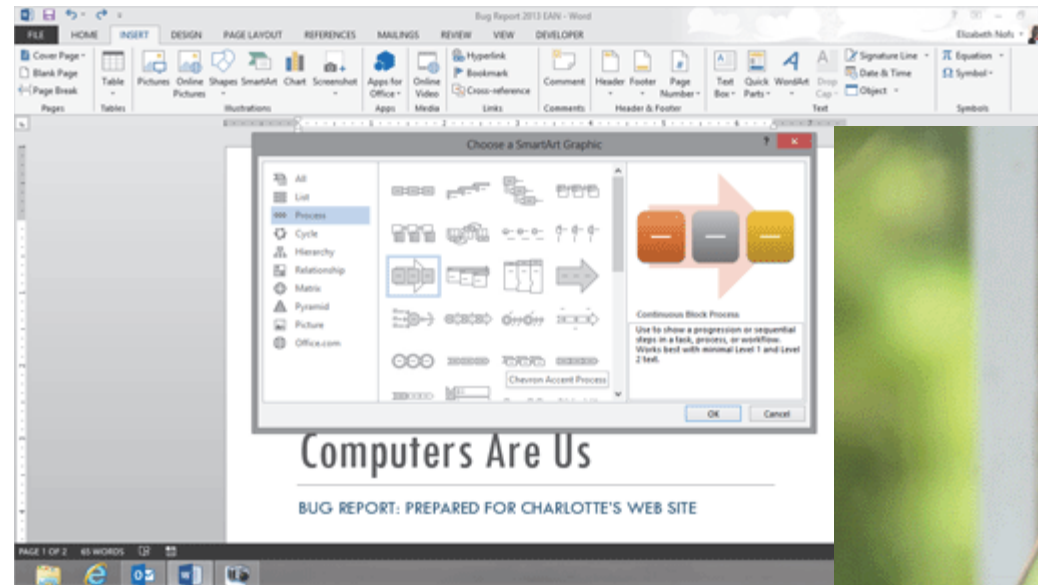 Bug Report 2013 EAN - Word
FILE HOME INSERT DESIGN PAGE LAYOUT REFERENCES MAILINGS REVIEW VIEW DEVELOPER Elisabeth Nofs
Cover Page
Blank Page
Page Break
Table
Pictures
Online Pictures
Shapes
SmartArt
Chart
Screenshot
Apps for Office
Online Video
Hyperlink
Bookmark
Cross-reference
Comment
Header
Footer
Page Number
Text Box
Quick Parts
WordArt
Drop Cap
Signature Line
Date & Time
Object
Equation
Symbol
Pages Tables Illustrations Apps Media Links Comments Header & Footer Text Symbols
Choose a SmartArt Graphic
All
List
Process
Cycle
Hierarchy
Relationship
Matrix
Pyramid
Picture
Office.com
Chevron Accent Process
Continuous Block Process
Use to show a progression or sequential
steps in a task, process, or workflow.
Works best with minimal Level 1 and Level
2 text.
OK Cancel
Computers Are Us
BUG REPORT: PREPARED FOR CHARLOTTE'S WEB SITE
PAGE 1 OF 2 65 WORDS